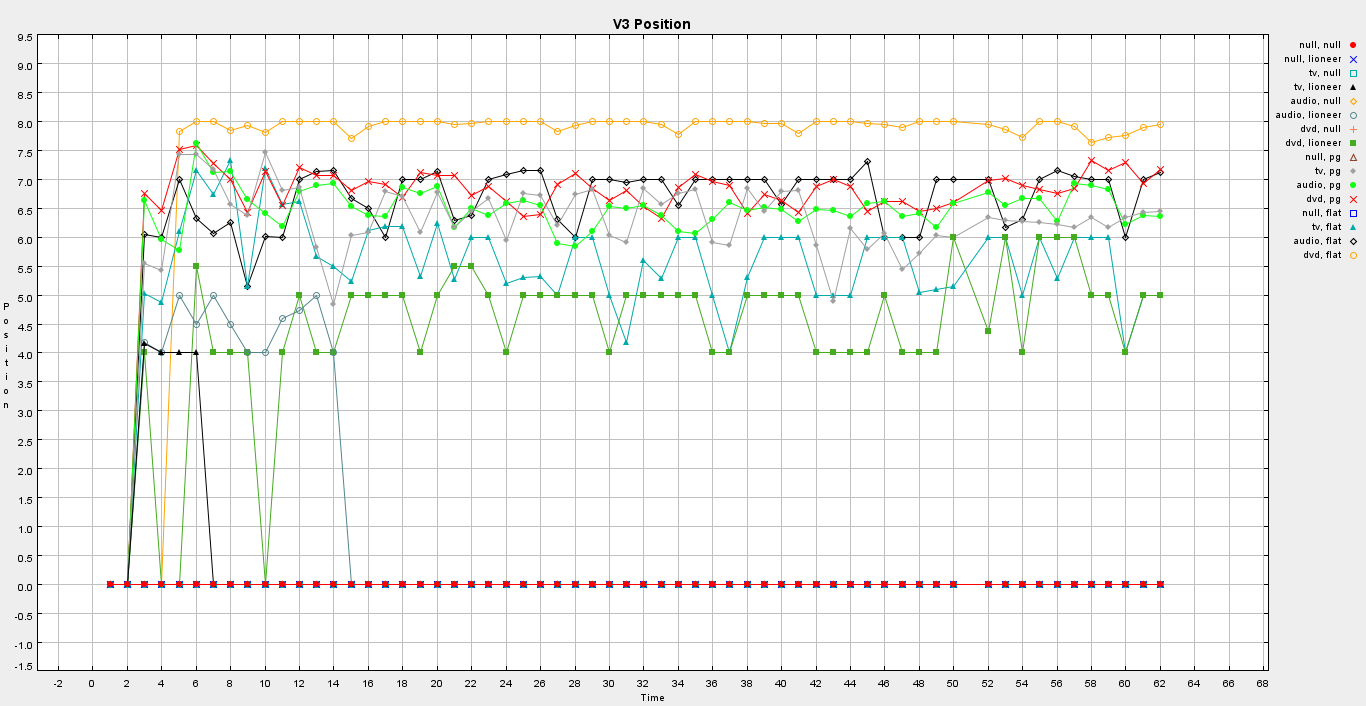 V3 Position
9.5
9.0
8.5
8.0
7.5
7.0
6.5
6.0
5.5
5.0
4.5
4.0
3.5
3.0
2.5
2.0
1.5
1.0
0.5
0.0
-0.5
-1.0
-1.5
Position
-2 0 2 4 6 8 10 12 14 16 18 20 22 24 26 28 30 32 34 36 38 40 42 44 46 48 50 52 54 56 58 60 62 64 66 68
Time
null, null
null, lioneer
tv, null
tv, lioneer
audio, null
audio, lioneer
dvd, null
dvd, lioneer
null, pg
tv, pg
audio, pg
dvd, pg
null, flat
tv, flat
audio, flat
dvd, flat